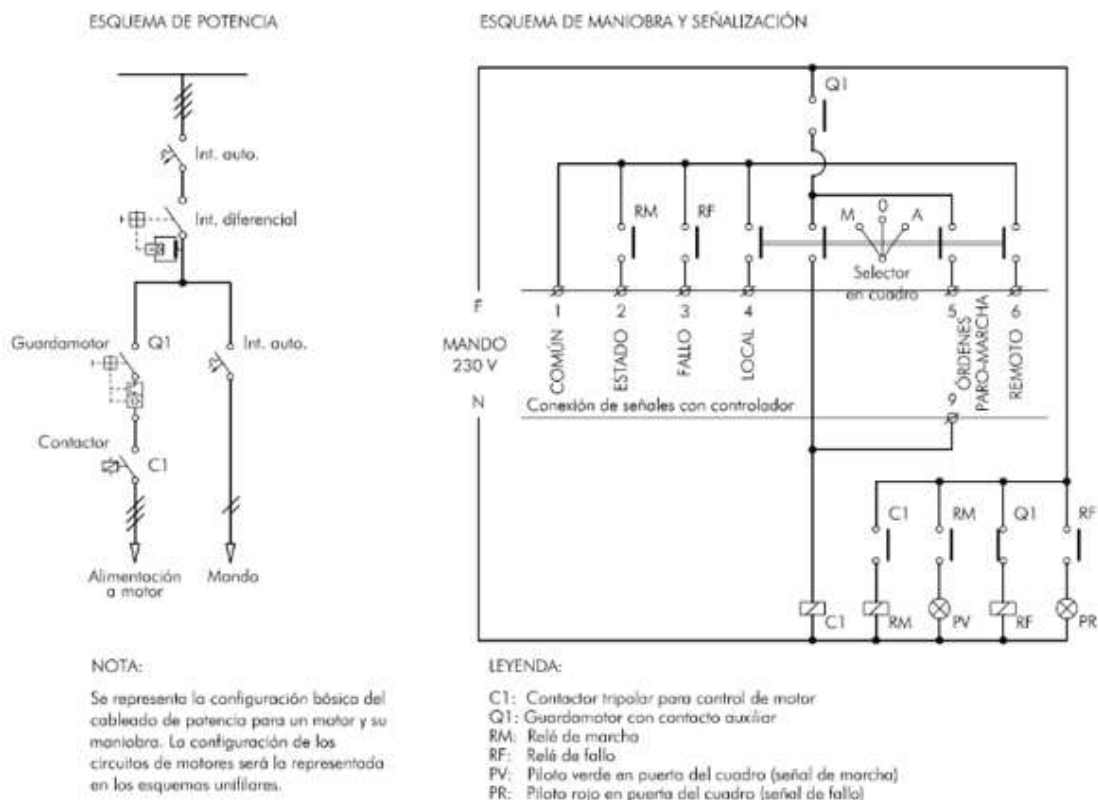 ESQUEMA DE POTENCIA
Int. auto.
Int. diferencial
Guardamotor
Q1
Int. auto.
Contactor
C1
Alimentación
a motor
Mando
NOTA:
Se representa la configuración básica del
cableado de potencia para un motor y su
maniobra. La configuración de los
circuitos de motores será la representada
en los esquemas unifilares.
ESQUEMA DE MANIOBRA Y SEÑALIZACIÓN
Q1
RM
RF
M
0
A
Selector
en cuadro
F
MANDO
230 V
N
1
2
3
4
5
6
COMÚN
ESTADO
FALLO
LOCAL
ÓRDENES
PARO-MARCHA
REMOTO
9
Conexión de señales con controlador
C1
RM
Q1
RF
C1
RM
PV
RF
PR
LEYENDA:
C1: Contactor tripolar para control de motor
Q1: Guardamotor con contacto auxiliar
RM: Relé de marcha
RF: Relé de fallo
PV: Piloto verde en puerta del cuadro (señal de marcha)
PR: Piloto rojo en puerta del cuadro (señal de fallo)